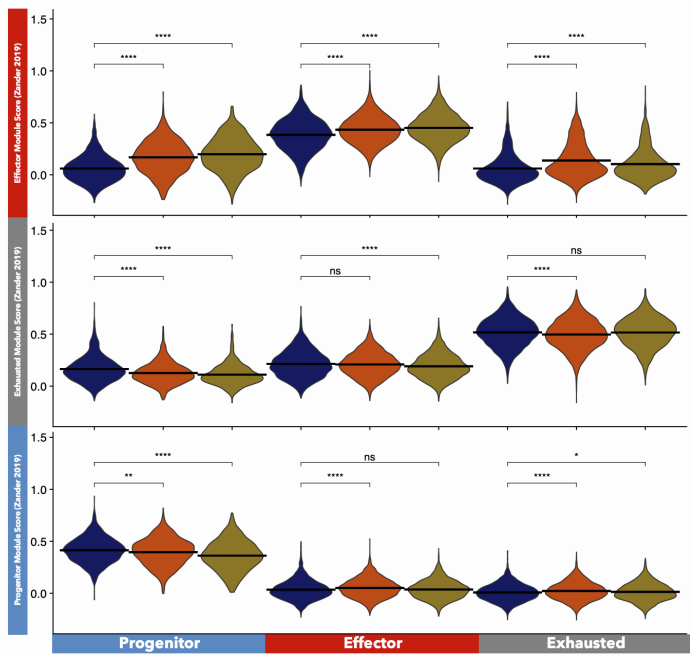 Effector Module Score (Zander 2019)
1.5
1.0
0.5
0.0
**** **** ****
**** **** ****
Exhausted Module Score (Zander 2019)
1.5
1.0
0.5
0.0
**** **** ns
**** ns ****
Progenitor Module Score (Zander 2019)
1.5
1.0
0.5
0.0
**** ns *
** **** ****
Progenitor Effector Exhausted